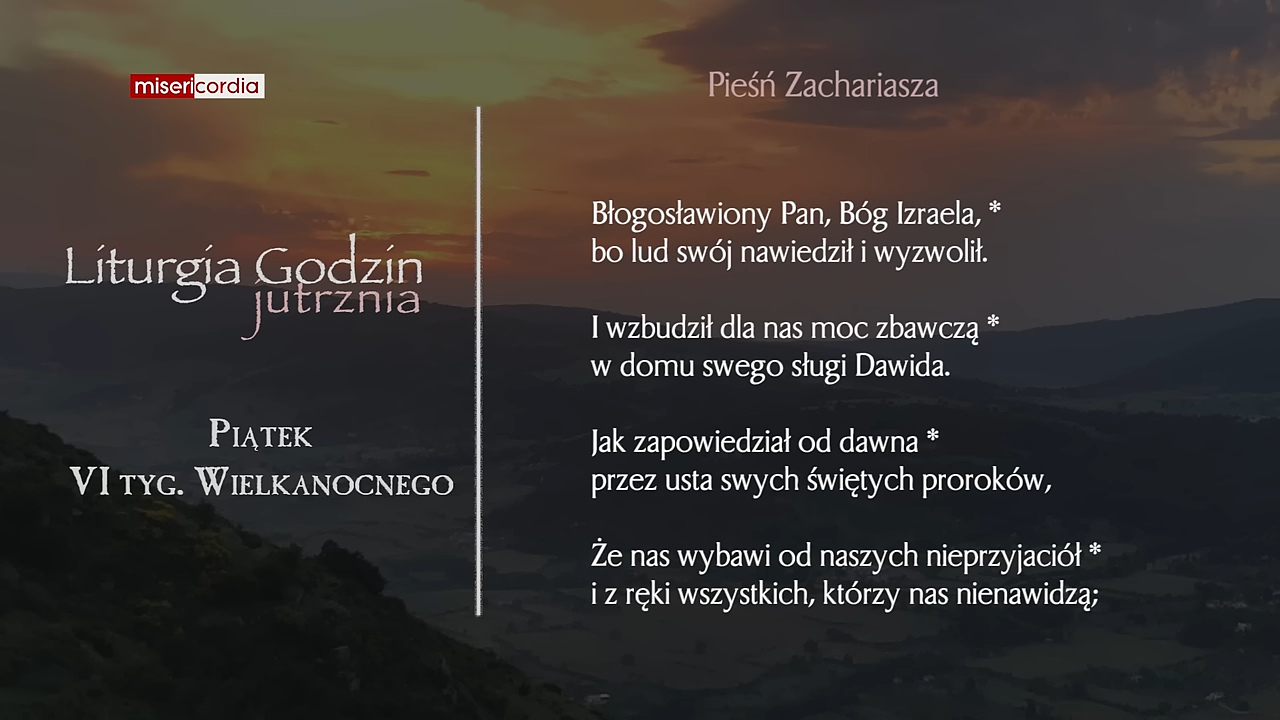 misericordia
Liturgia Godzin
jutrznia
Piątek
VI tyg. Wielkanocnego
Pieśń Zachariasza
Błogosławiony Pan, Bóg Izraela, *
bo lud swój nawiedził i wyzwolił.
I wzbudził dla nas moc zbawczą *
w domu swego sługi Dawida.
Jak zapowiedział od dawna *
przez usta swych świętych proroków,
Że nas wybawi od naszych nieprzyjaciół *
i z ręki wszystkich, którzy nas nienawidzą;